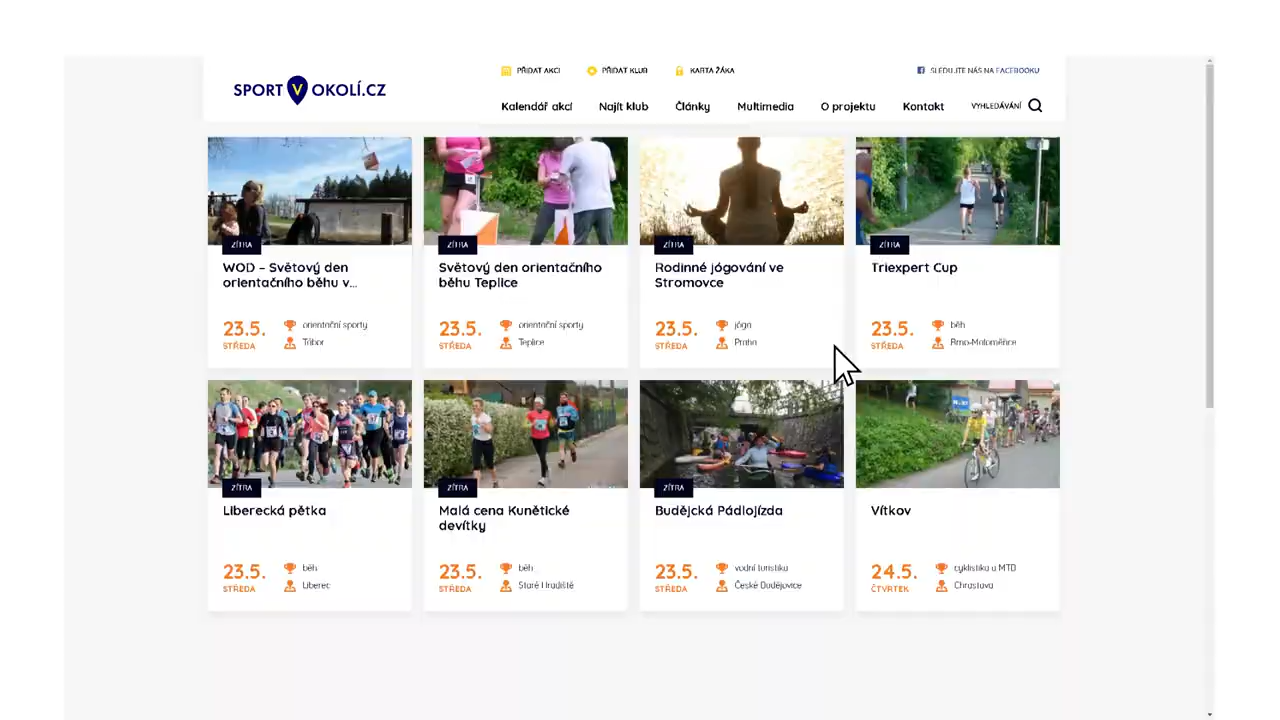 PŘIDAT AKCI PŘIDAT KLUB KARTA ŽÁKA SLEDUJTE NÁS NA FACEBOOKU
SPORT V OKOLÍ.CZ
Kalendář akcí Najít klub Články Multimedia O projektu Kontakt VYHLEDÁVÁNÍ
ZÍTRA
WOD – Světový den
orientačního běhu v...
23.5.
STŘEDA
orientační sporty
Tábor
ZÍTRA
Světový den orientačního
běhu Teplice
23.5.
STŘEDA
orientační sporty
Teplice
ZÍTRA
Rodinné jógování ve
Stromovce
23.5.
STŘEDA
jóga
Praha
ZÍTRA
Triexpert Cup
23.5.
STŘEDA
běh
Brno-Maloměřice
ZÍTRA
Liberecká pětka
23.5.
STŘEDA
běh
Liberec
ZÍTRA
Malá cena Kunětické
devítky
23.5.
STŘEDA
běh
Staré Hradiště
ZÍTRA
Budějcká Pádlojízda
23.5.
STŘEDA
vodní turistika
České Budějovice
Vítkov
24.5.
ČTVRTEK
cyklistika a MTB
Chrastava